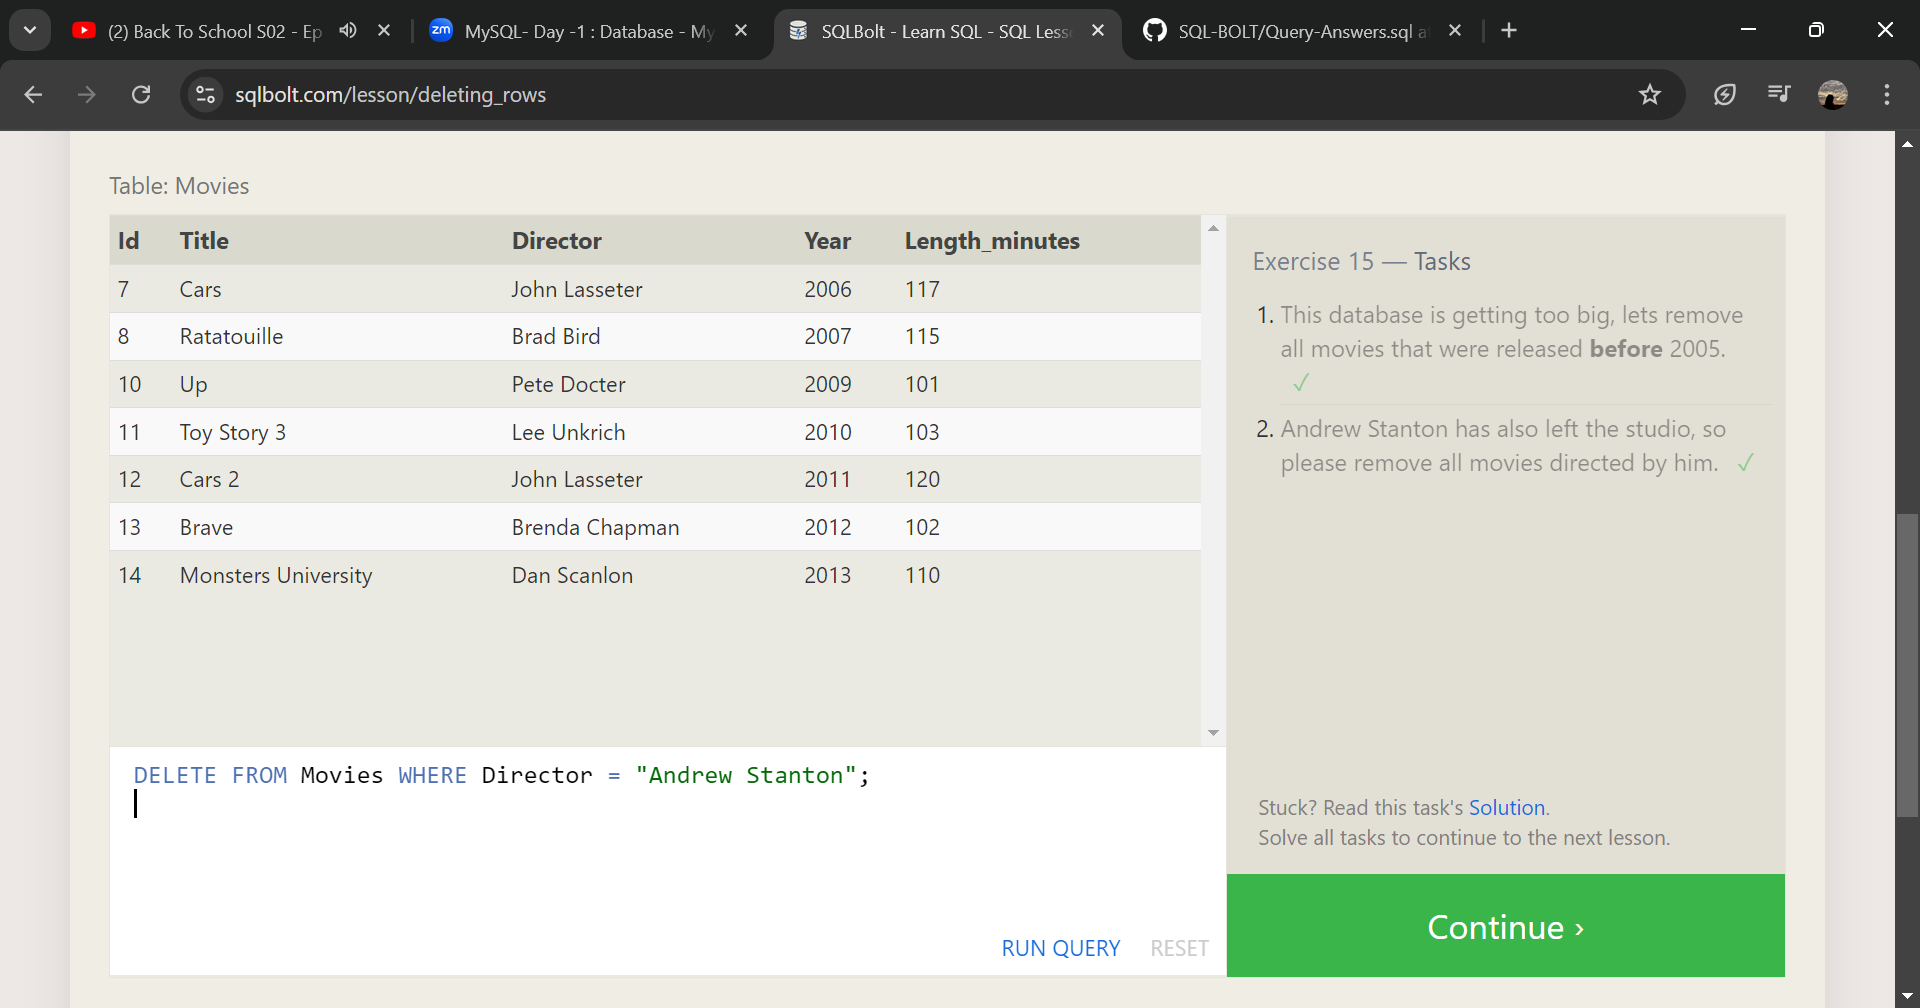 (2) Back To School S02 - Ep
zm MySQL- Day -1 : Database - My
SQLBolt - Learn SQL - SQL Less
SQL-BOLT/Query-Answers.sql a
sqlbolt.com/lesson/deleting_rows
Table: Movies
Id Title Director Year Length_minutes
7 Cars John Lasseter 2006 117
8 Ratatouille Brad Bird 2007 115
10 Up Pete Docter 2009 101
11 Toy Story 3 Lee Unkrich 2010 103
12 Cars 2 John Lasseter 2011 120
13 Brave Brenda Chapman 2012 102
14 Monsters University Dan Scanlon 2013 110
DELETE FROM Movies WHERE Director = "Andrew Stanton";
RUN QUERY RESET
Exercise 15 — Tasks
1. This database is getting too big, lets remove
all movies that were released before 2005.
✓
2. Andrew Stanton has also left the studio, so
please remove all movies directed by him. ✓
Stuck? Read this task's Solution.
Solve all tasks to continue to the next lesson.
Continue ›